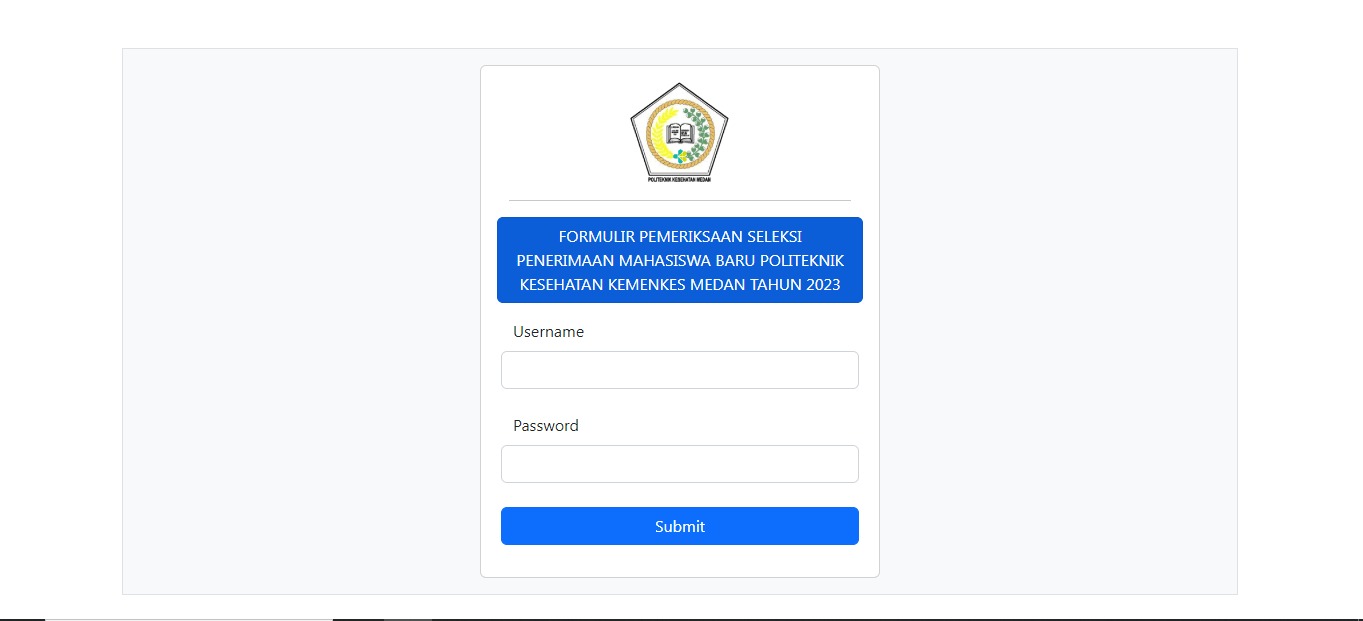 POLITEKNIK KESEHATAN MEDAN
FORMULIR PEMERIKSAAN SELEKSI
PENERIMAAN MAHASISWA BARU POLITEKNIK
KESEHATAN KEMENKES MEDAN TAHUN 2023
Username
Password
Submit